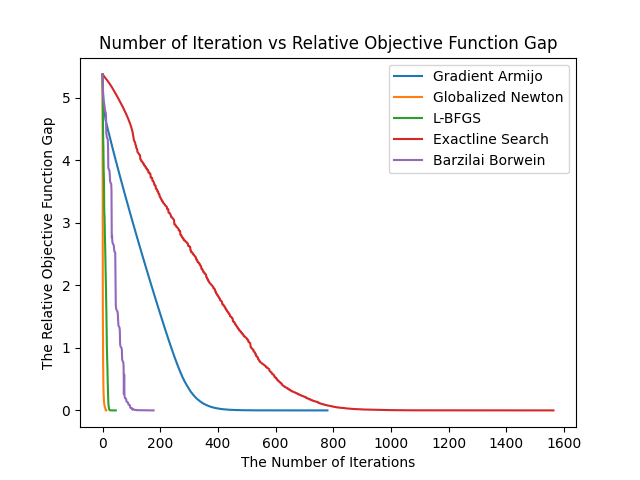 Number of Iteration vs Relative Objective Function Gap
Gradient Armijo
Globalized Newton
L-BFGS
Exactline Search
Barzilai Borwein
The Relative Objective Function Gap
5
4
3
2
1
0
0 200 400 600 800 1000 1200 1400 1600
The Number of Iterations